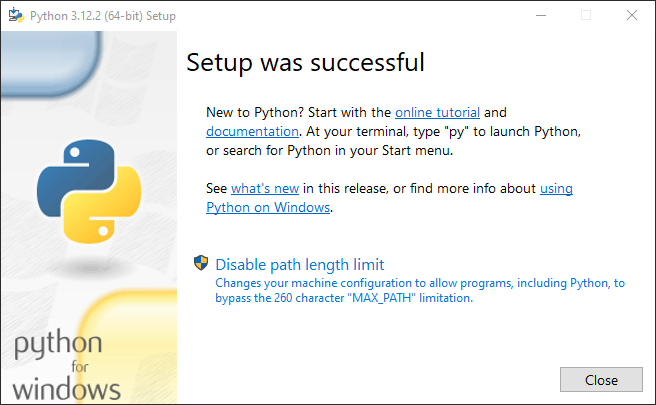 Python 3.12.2 (64-bit) Setup
Setup was successful
New to Python? Start with the online tutorial and
documentation. At your terminal, type "py" to launch Python,
or search for Python in your Start menu.
See what's new in this release, or find more info about using
Python on Windows.
Disable path length limit
Changes your machine configuration to allow programs, including Python, to
bypass the 260 character "MAX_PATH" limitation.
python
for
windows
Close